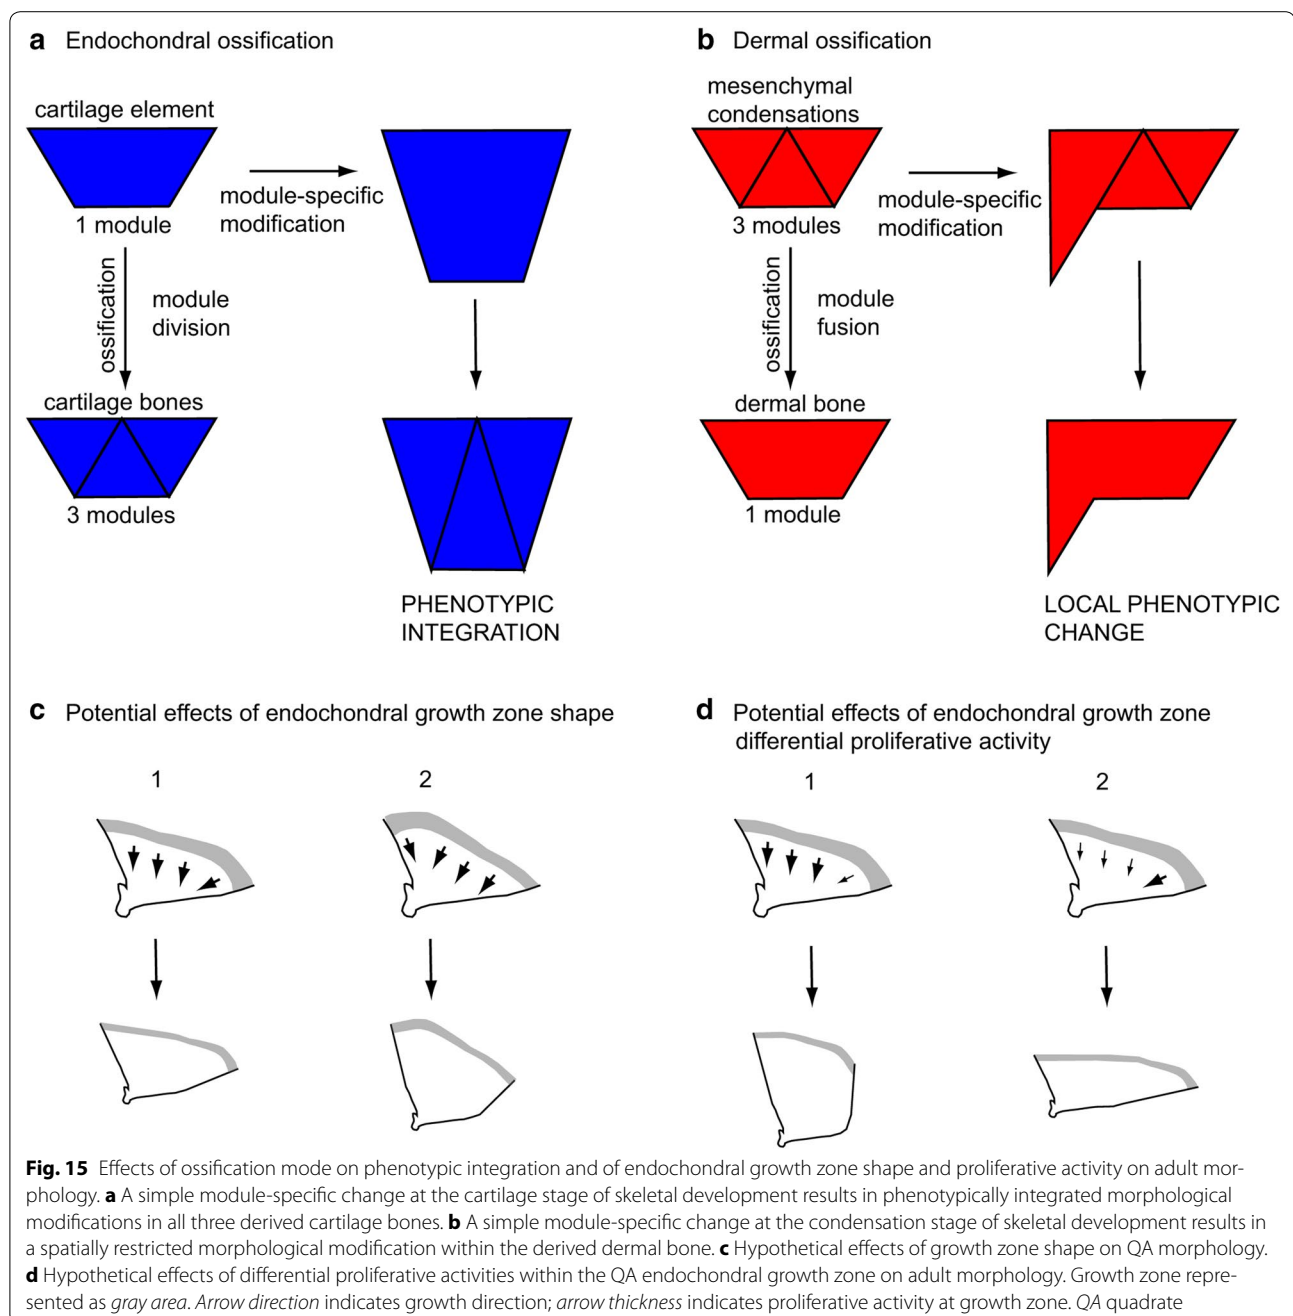 a Endochondral ossification
cartilage element
1 module
module-specific
modification
ossification
module
division
cartilage bones
3 modules
PHENOTYPIC
INTEGRATION
b Dermal ossification
mesenchymal
condensations
3 modules
module-specific
modification
ossification
module
fusion
dermal bone
1 module
LOCAL PHENOTYPIC
CHANGE
c Potential effects of endochondral growth zone shape
1 2
d Potential effects of endochondral growth zone
differential proliferative activity
1 2
Fig. 15 Effects of ossification mode on phenotypic integration and of endochondral growth zone shape and proliferative activity on adult mor-
phology. a A simple module-specific change at the cartilage stage of skeletal development results in phenotypically integrated morphological
modifications in all three derived cartilage bones. b A simple module-specific change at the condensation stage of skeletal development results in
a spatially restricted morphological modification within the derived dermal bone. c Hypothetical effects of growth zone shape on QA morphology.
d Hypothetical effects of differential proliferative activities within the QA endochondral growth zone on adult morphology. Growth zone repre-
sented as gray area. Arrow direction indicates growth direction; arrow thickness indicates proliferative activity at growth zone. QA quadrate